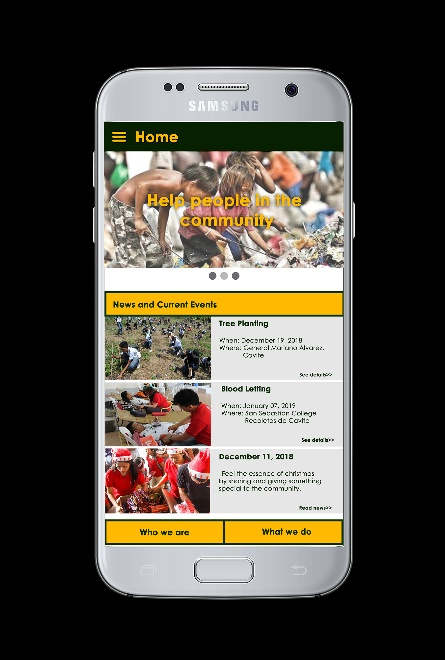 SAMSUNG
Home
Help people in the
community
News and Current Events
Tree Planting
When: December 19, 2018
Where: General Mariano Alvarez,
Cavite
See details>>
Blood Letting
When: January 07, 2019
Where: San Sebastian College
Recoletos de Cavite
See details>>
December 11, 2018
Feel the essence of christmas
by sharing and giving something
special to the community.
Read news>>
Who we are
What we do